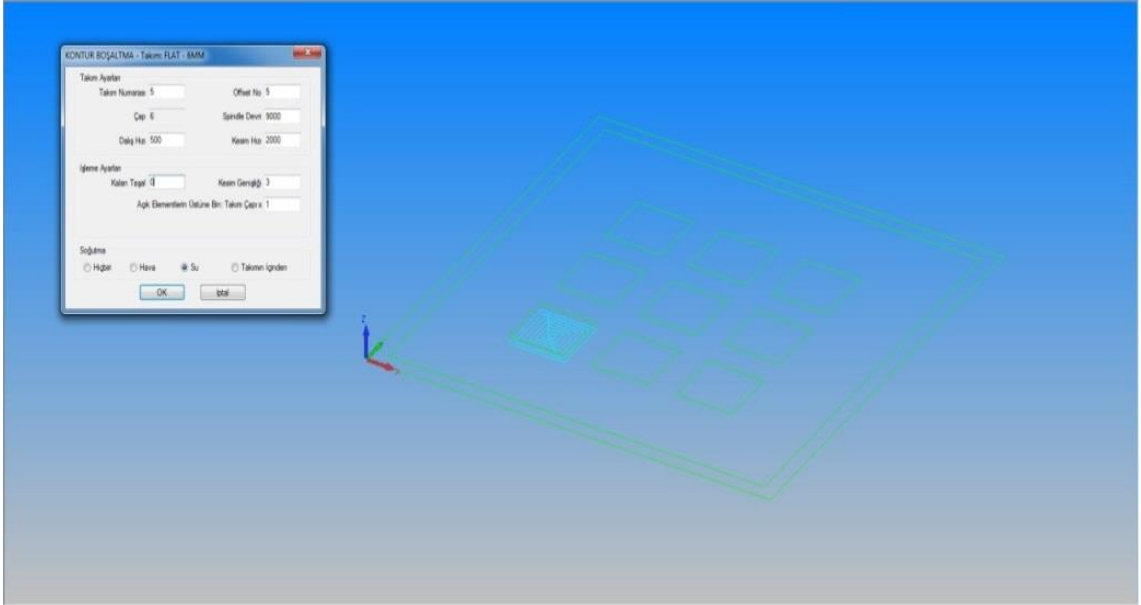 KONTUR BOŞALTMA - Takım: FLAT - 6MM
Takım Ayarları
Takım Numarası 5 Offset No 5
Çap 6 Spindle Devri 9000
Dalış Hızı 500 Kesim Hızı 2000
İşleme Ayarları
Kalan Talaş 0 Kesim Genişliği 3
Açık Elementlerin Üstüne Bin: Takım Çapı x 1
Soğutma
Hiçbiri Hava Su Takımın İçinden
OK İptal
Z